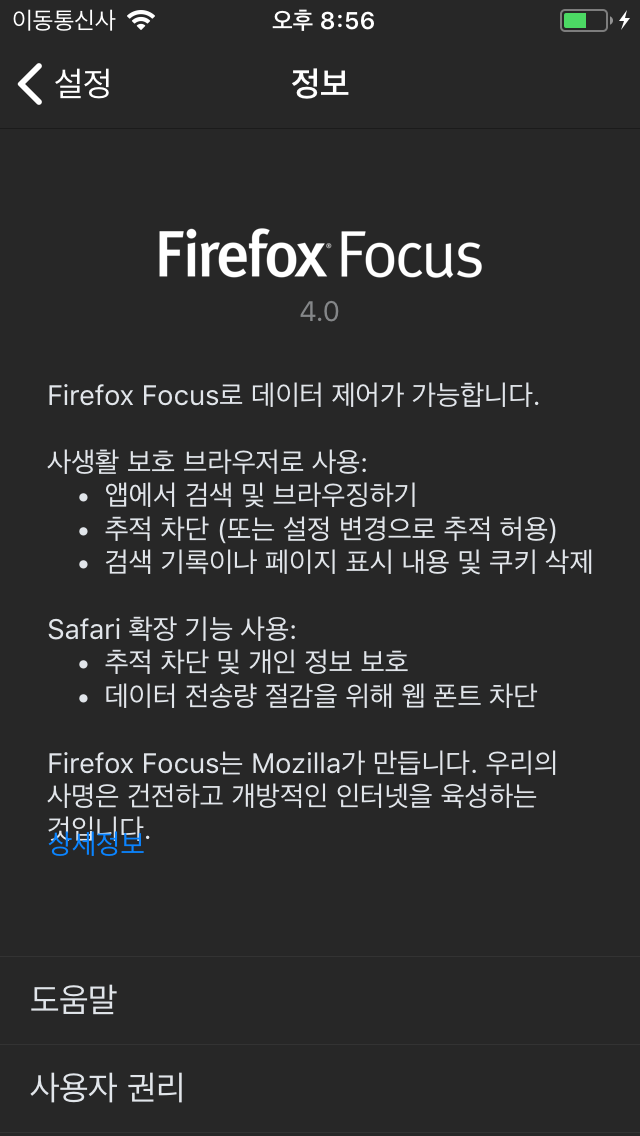 이동통신사
오후 8:56
설정
정보
Firefox Focus
4.0
Firefox Focus로 데이터 제어가 가능합니다.
사생활 보호 브라우저로 사용:
• 앱에서 검색 및 브라우징하기
• 추적 차단 (또는 설정 변경으로 추적 허용)
• 검색 기록이나 페이지 표시 내용 및 쿠키 삭제
Safari 확장 기능 사용:
• 추적 차단 및 개인 정보 보호
• 데이터 전송량 절감을 위해 웹 폰트 차단
Firefox Focus는 Mozilla가 만듭니다. 우리의
사명은 건전하고 개방적인 인터넷을 육성하는
것입니다.
상세정보
도움말
사용자 권리